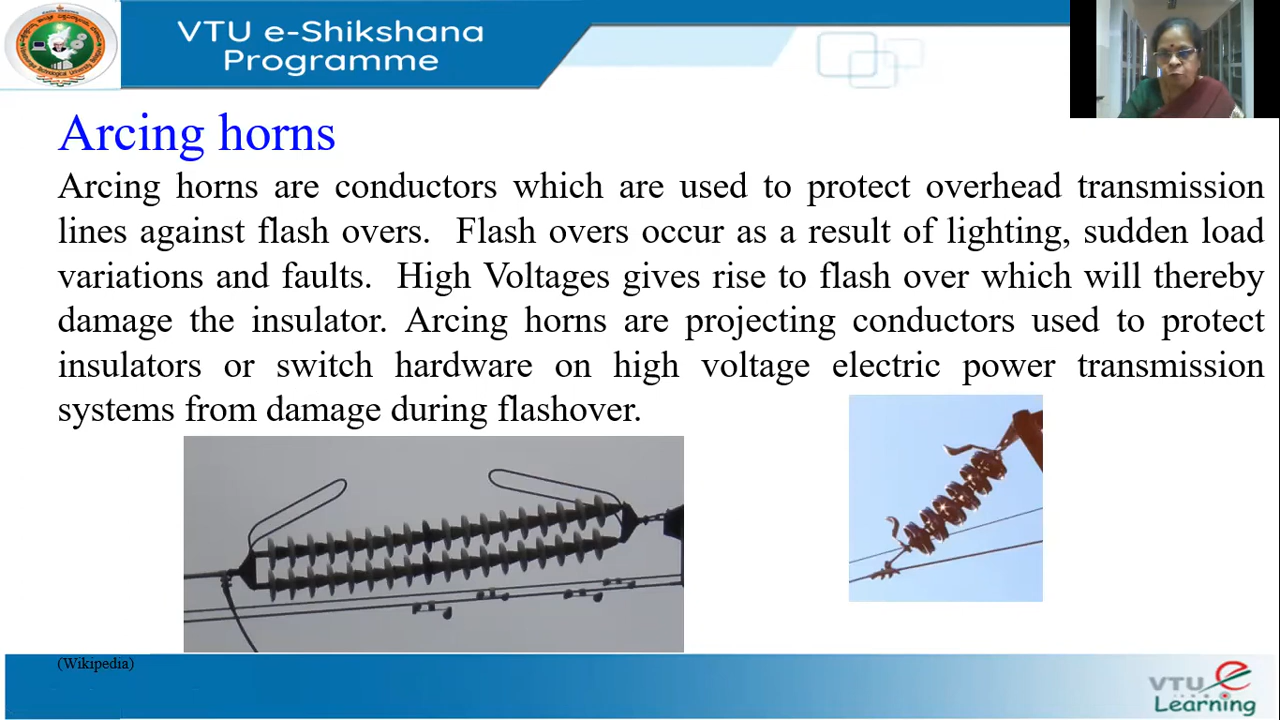 VTU e-Shikshana
Programme
Arcing horns
Arcing horns are conductors which are used to protect overhead transmission
lines against flash overs.  Flash overs occur as a result of lighting, sudden load
variations and faults.  High Voltages gives rise to flash over which will thereby
damage the insulator. Arcing horns are projecting conductors used to protect
insulators or switch hardware on high voltage electric power transmission
systems from damage during flashover.
(Wikipedia)
VTU e
Learning